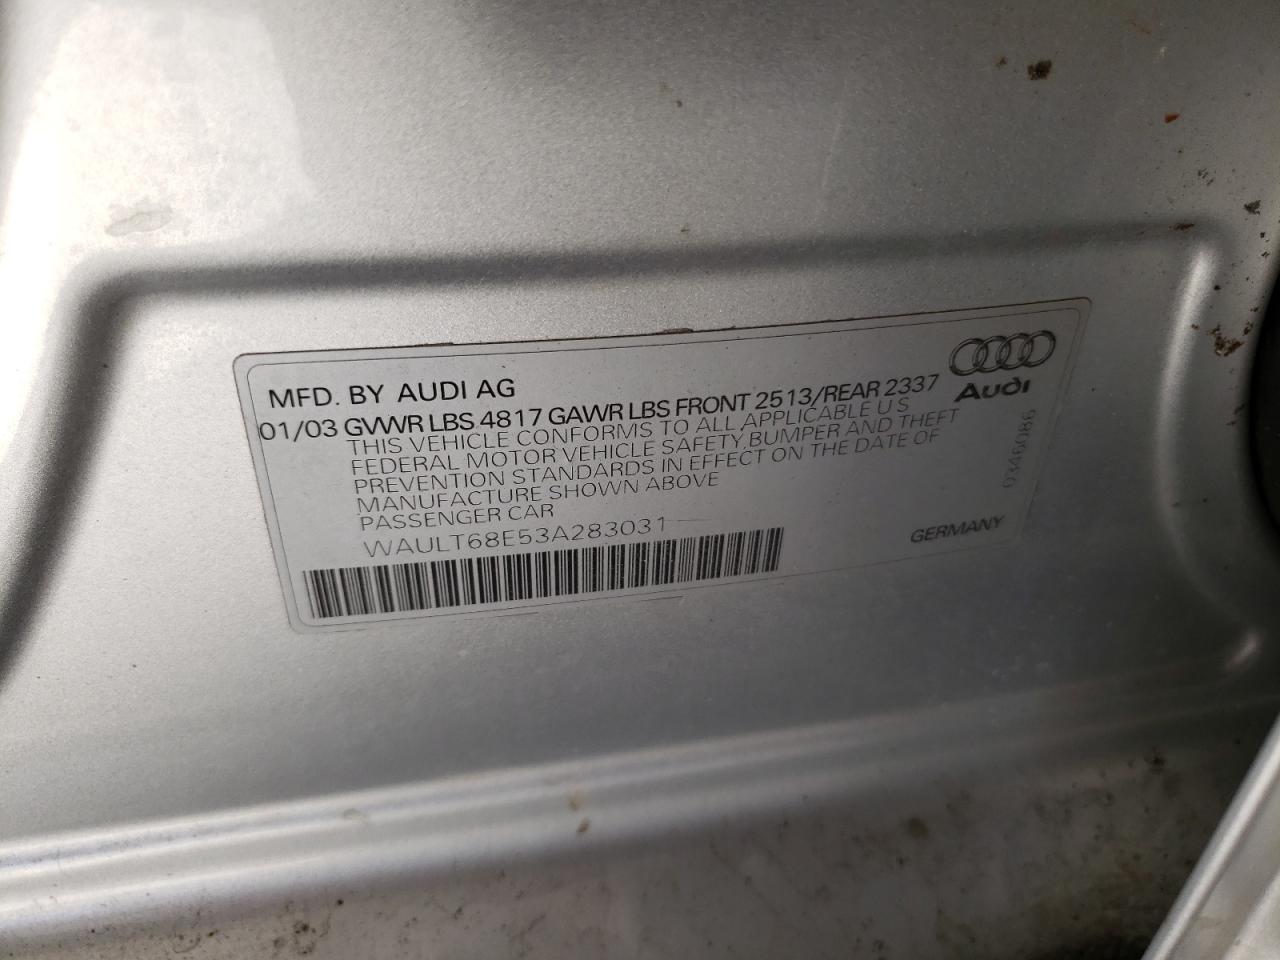 MFD. BY AUDI AG
01/03 GVWR LBS 4817 GAWR LBS FRONT 2513/REAR 2337
THIS VEHICLE CONFORMS TO ALL APPLICABLE U S
FEDERAL MOTOR VEHICLE SAFETY, BUMPER AND THEFT
PREVENTION STANDARDS IN EFFECT ON THE DATE OF
MANUFACTURE SHOWN ABOVE
PASSENGER CAR
WAULT68E53A283031
Audi
0346086
GERMANY